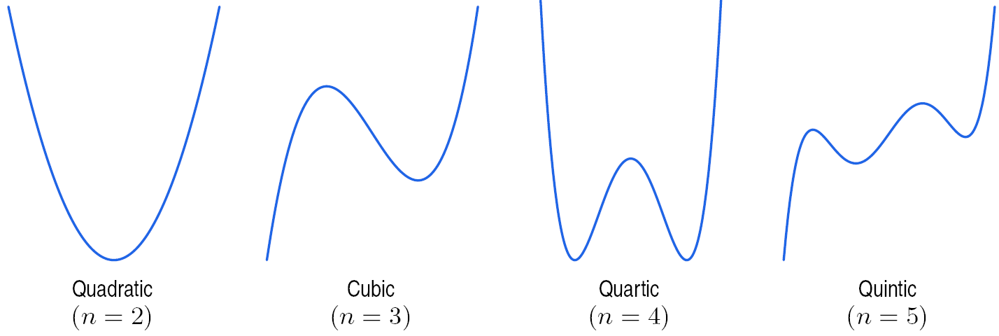 Quadratic
(n = 2)
Cubic
(n = 3)
Quartic
(n = 4)
Quintic
(n = 5)